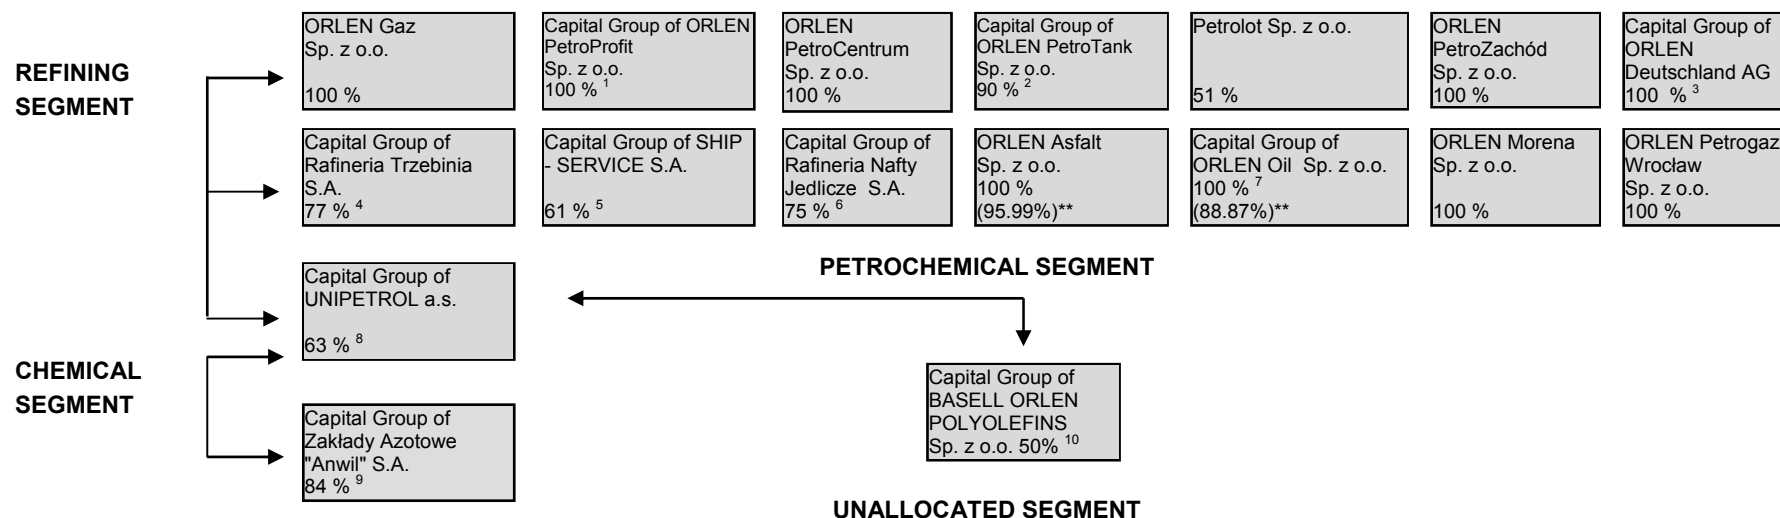 REFINING
SEGMENT
ORLEN Gaz
Sp. z o.o.
100 %
Capital Group of ORLEN
PetroProfit
Sp. z o.o.
100 % 1
ORLEN
PetroCentrum
Sp. z o.o.
100 %
Capital Group of
ORLEN PetroTank
Sp. z o.o.
90 % 2
Petrolot Sp. z o.o.
51 %
ORLEN
PetroZachód
Sp. z o.o.
100 %
Capital Group of
ORLEN
Deutschland AG
100 % 3
Capital Group of
Rafineria Trzebinia
S.A.
77 % 4
Capital Group of SHIP
- SERVICE S.A.
61 % 5
Capital Group of
Rafineria Nafty
Jedlicze S.A.
75 % 6
ORLEN Asfalt
Sp. z o.o.
100 %
(95.99%)**
Capital Group of
ORLEN Oil Sp. z o.o.
100 % 7
(88.87%)**
ORLEN Morena
Sp. z o.o.
100 %
ORLEN Petrogaz
Wrocław
Sp. z o.o.
100 %
PETROCHEMICAL SEGMENT
Capital Group of
UNIPETROL a.s.
63 % 8
CHEMICAL
SEGMENT
Capital Group of
BASELL ORLEN
POLYOLEFINS
Sp. z o.o. 50% 10
Capital Group of
Zakłady Azotowe
"Anwil" S.A.
84 % 9
UNALLOCATED SEGMENT